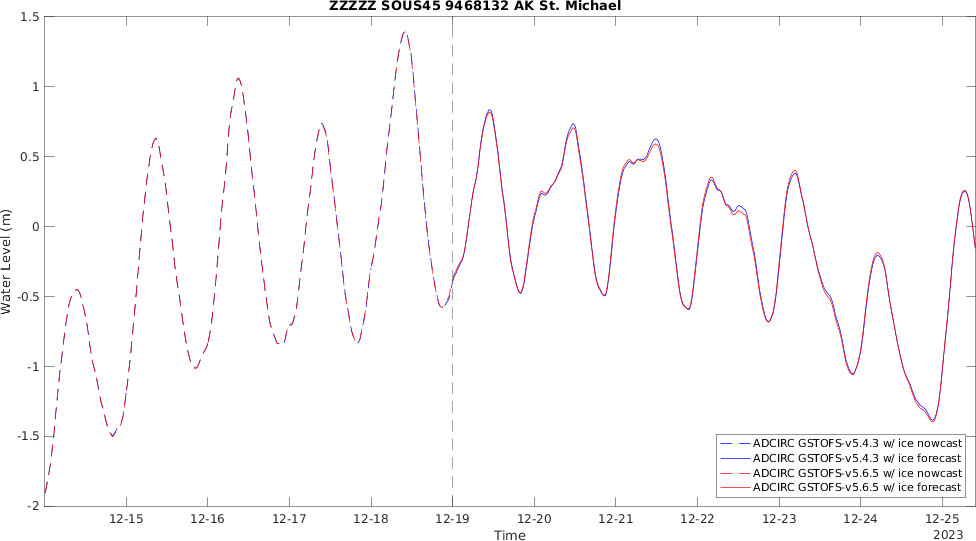 ZZZZZ SOUS45 9468132 AK St. Michael
Water Level (m)
1.5
1
0.5
0
-0.5
-1
-1.5
-2
ADCIRC GSTOFS-v5.4.3 w/ ice nowcast
ADCIRC GSTOFS-v5.4.3 w/ ice forecast
ADCIRC GSTOFS-v5.6.5 w/ ice nowcast
ADCIRC GSTOFS-v5.6.5 w/ ice forecast
12-15 12-16 12-17 12-18 12-19 12-20 12-21 12-22 12-23 12-24 12-25
Time
2023